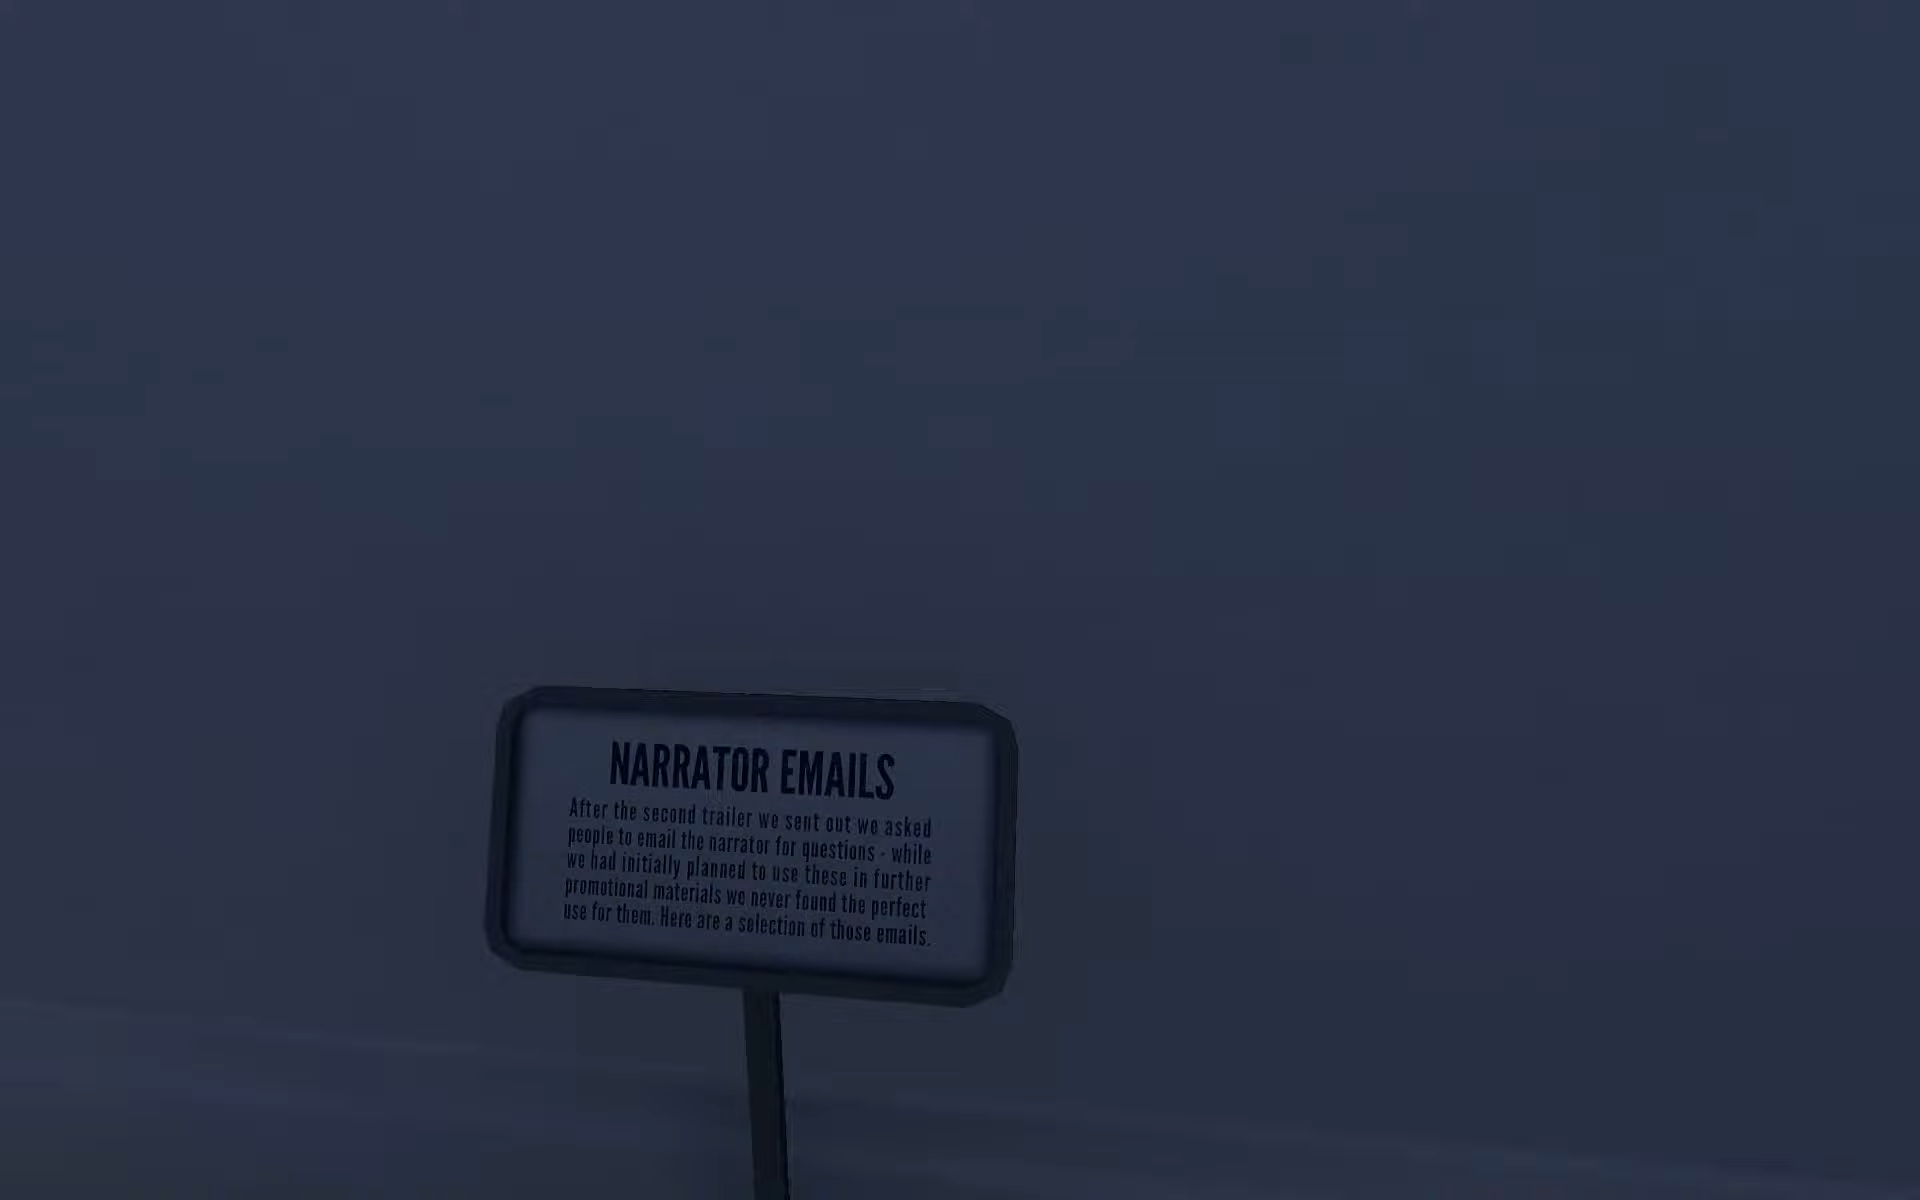 NARRATOR EMAILS
After the second trailer we sent out we asked
people to email the narrator for questions - while
we had initially planned to use these in further
promotional materials we never found the perfect
use for them. Here are a selection of those emails.